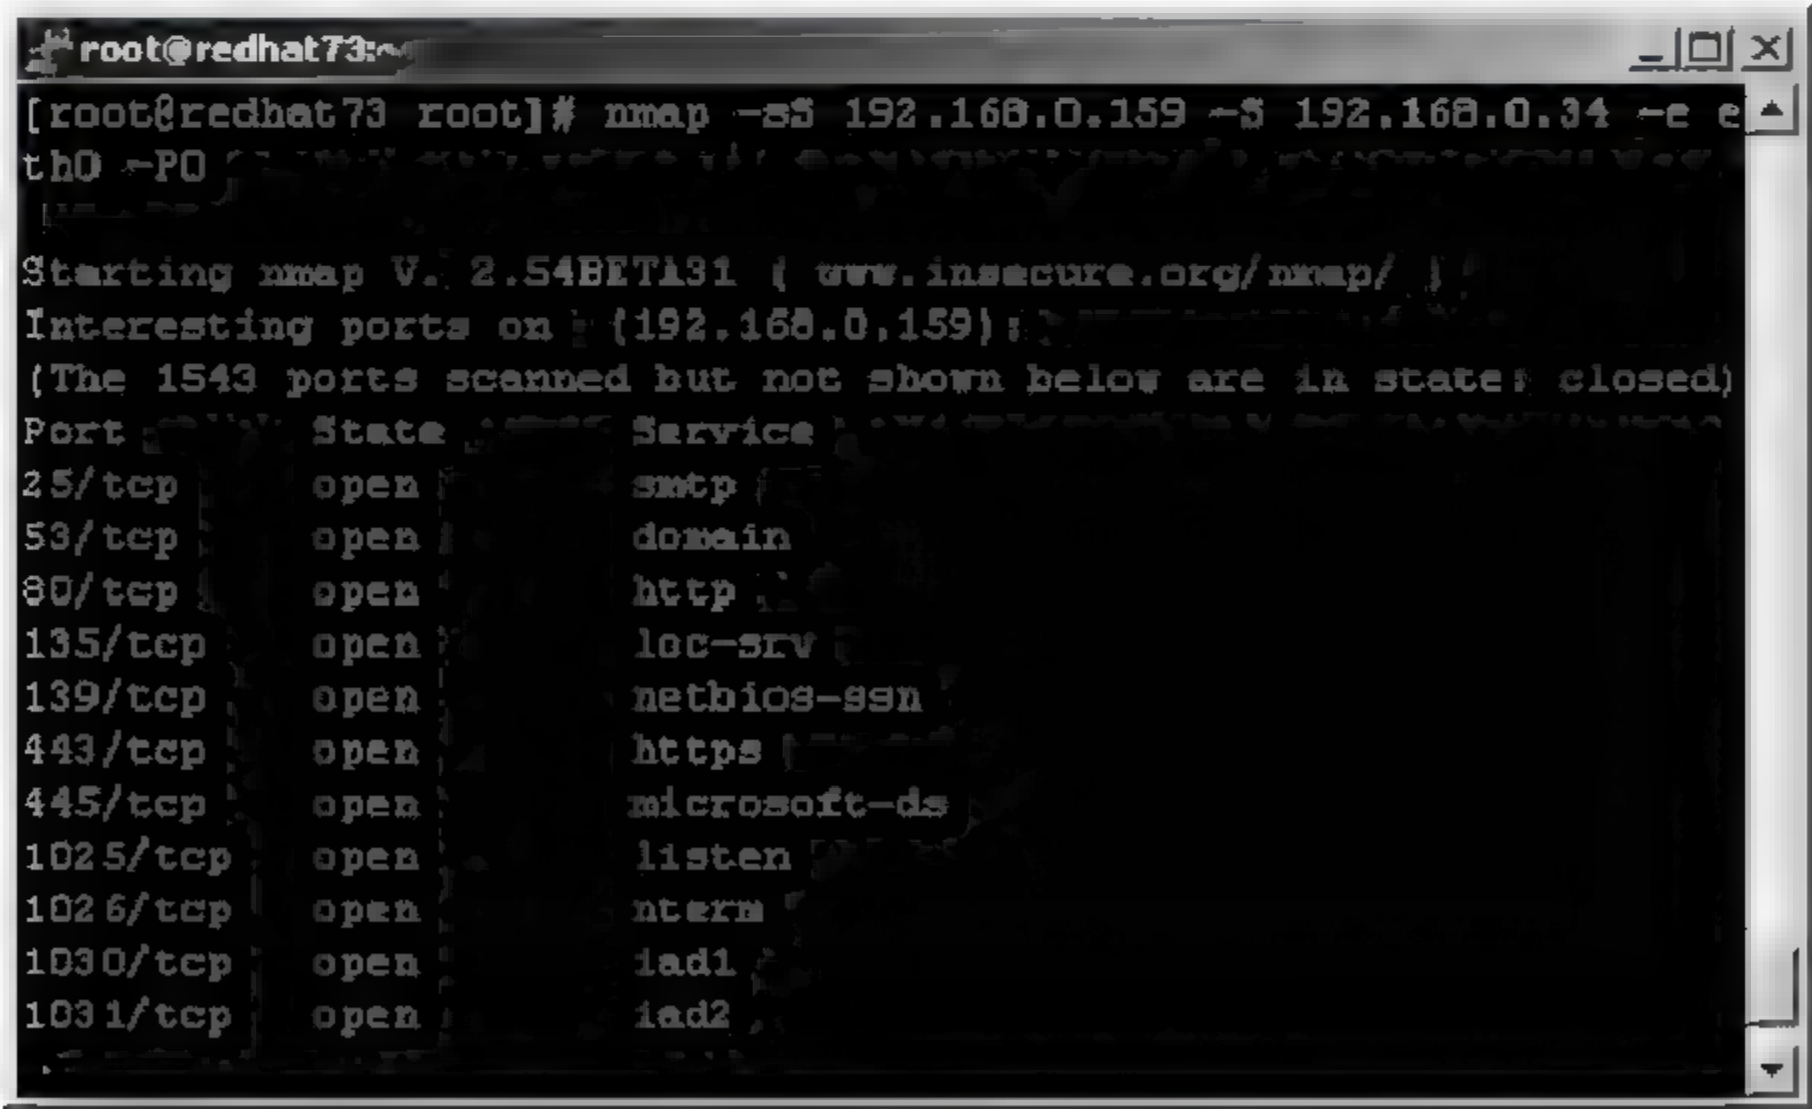 root@redhat73:~
[root@redhat73 root]# nmap -sS 192.168.0.159 -S 192.168.0.34 -e e
th0 -P0
Starting nmap V. 2.54BETA31 ( www.insecure.org/nmap/ )
Interesting ports on  (192.168.0.159):
(The 1543 ports scanned but not shown below are in state: closed)
Port State Service
25/tcp open smtp
53/tcp open domain
80/tcp open http
135/tcp open loc-srv
139/tcp open netbios-ssn
443/tcp open https
445/tcp open microsoft-ds
1025/tcp open listen
1026/tcp open nterm
1030/tcp open iad1
1031/tcp open iad2